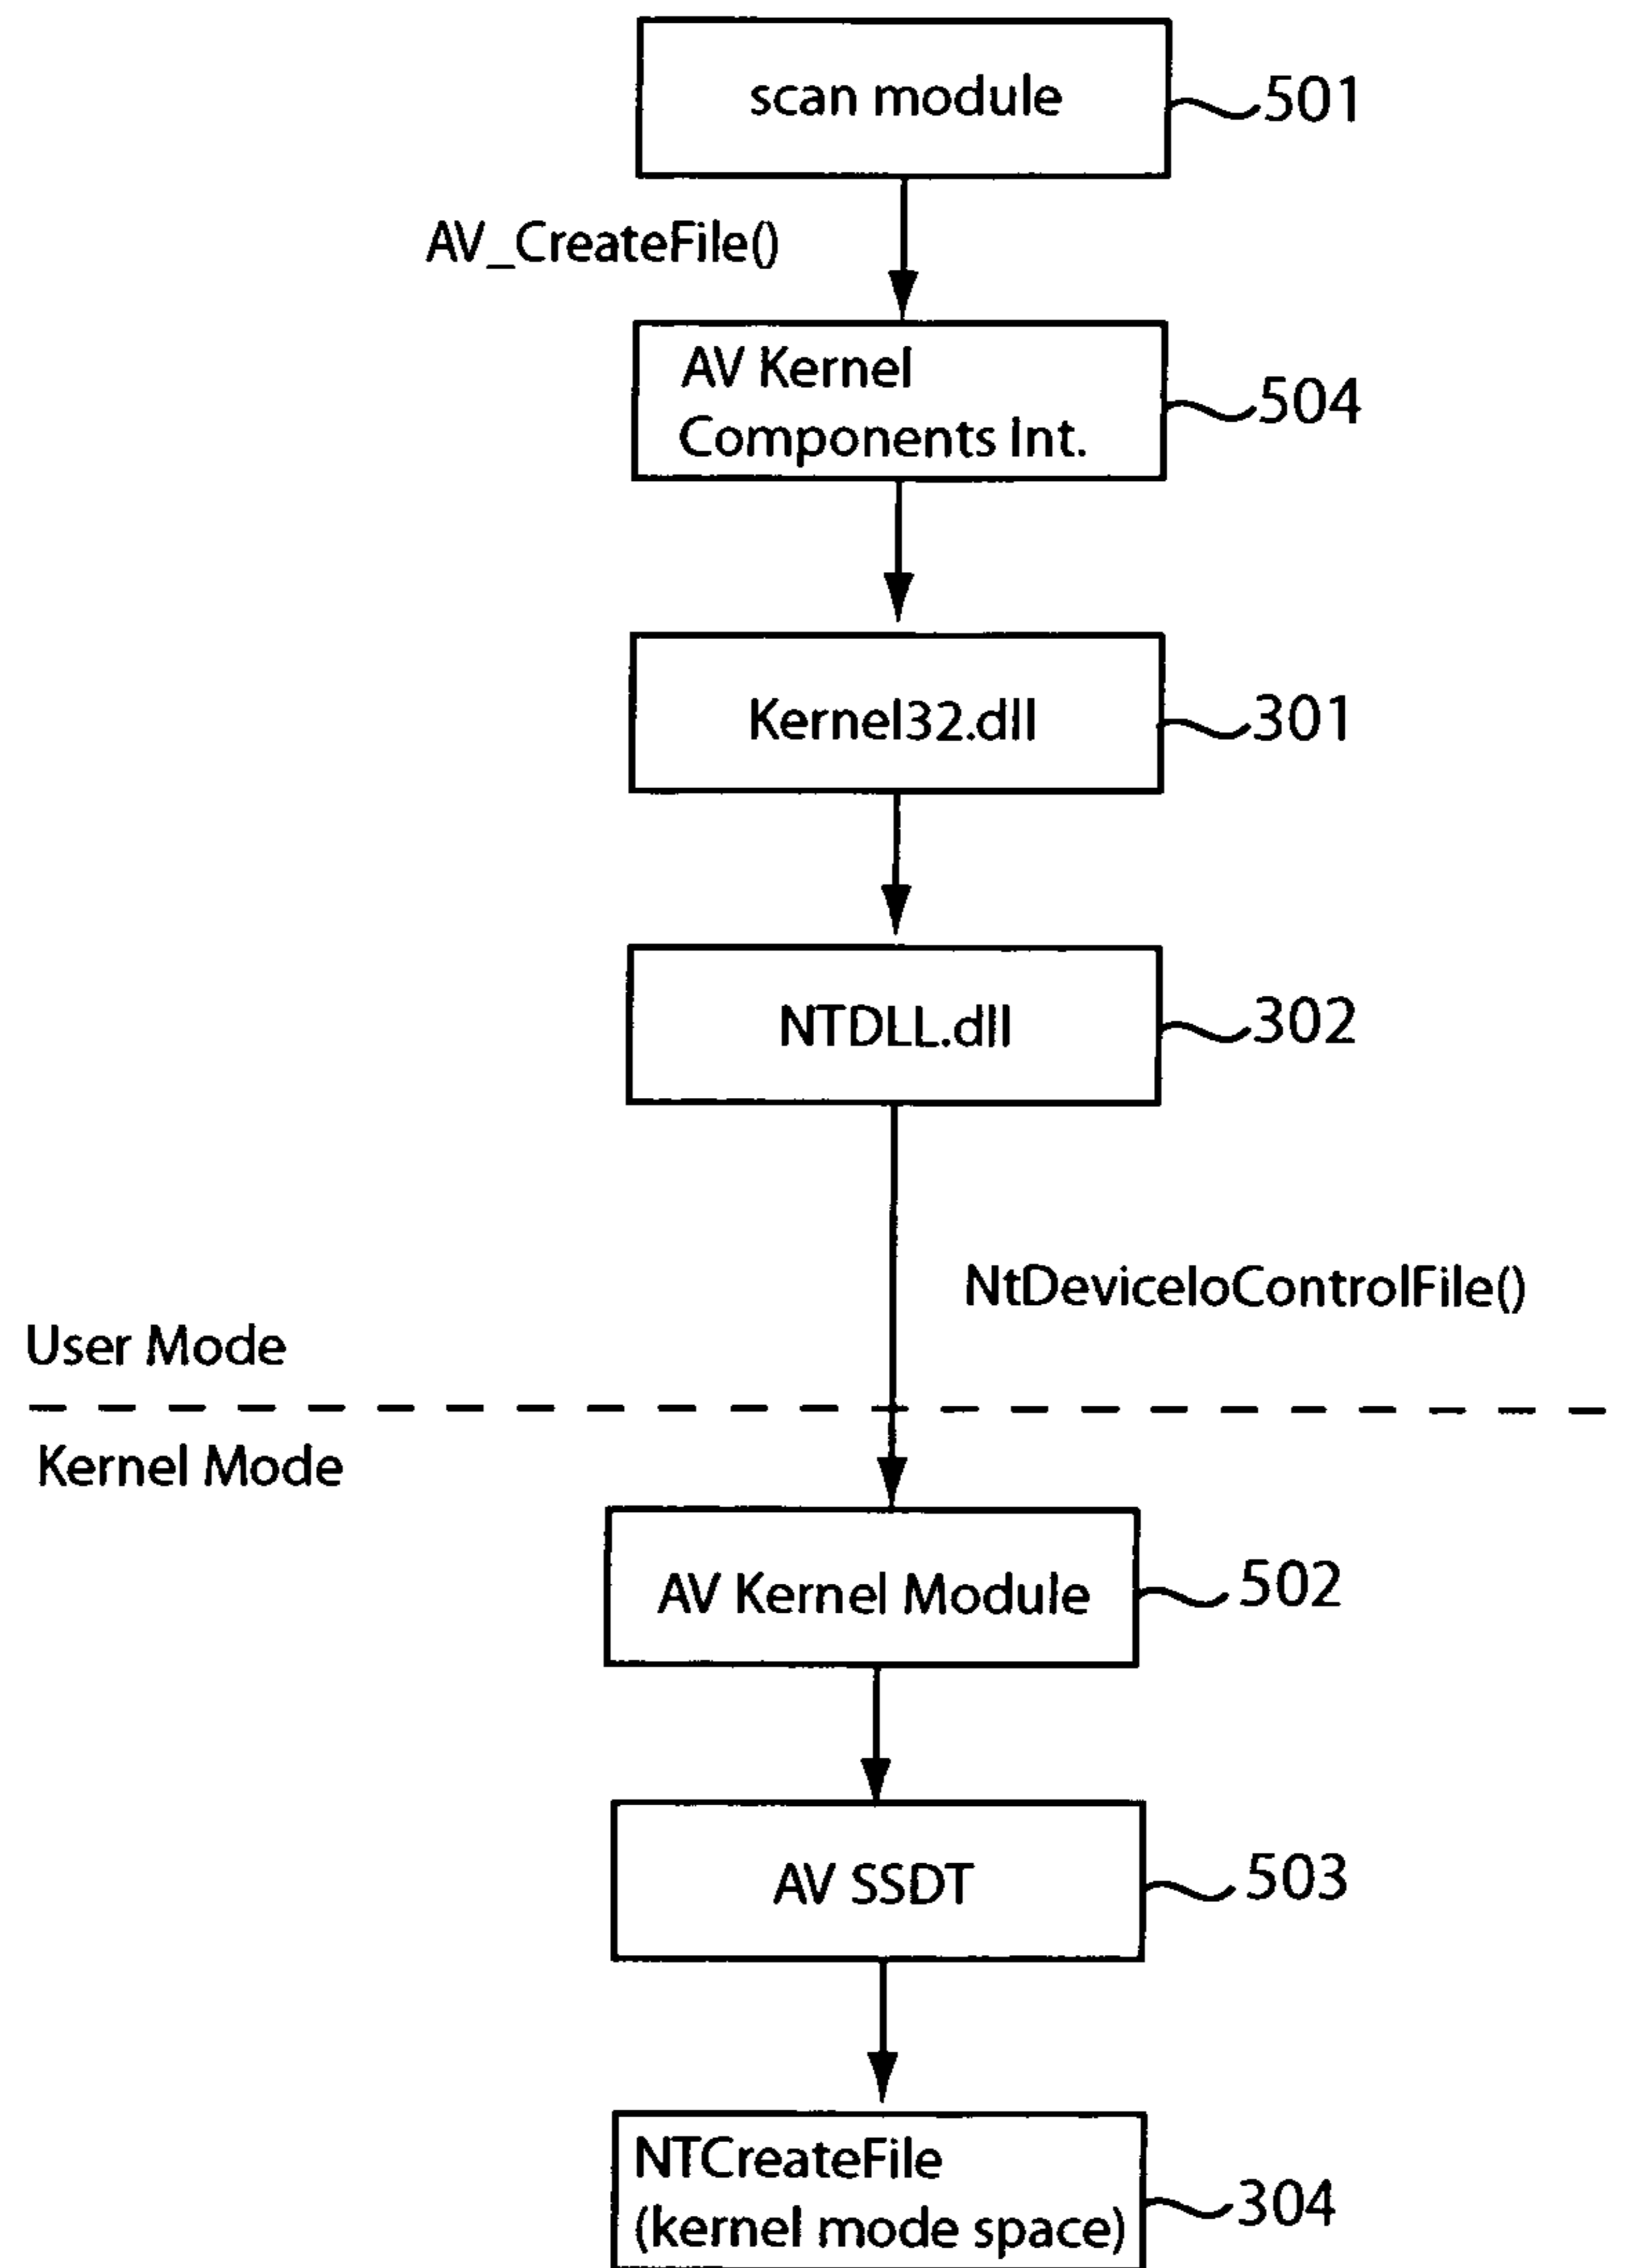 scan module
501
AV_CreateFile()
AV Kernel
Components Int.
504
Kernel32.dll
301
NTDLL.dll
302
NtDeviceIoControlFile()
User Mode
Kernel Mode
AV Kernel Module
502
AV SSDT
503
NTCreateFile
(kernel mode space)
304